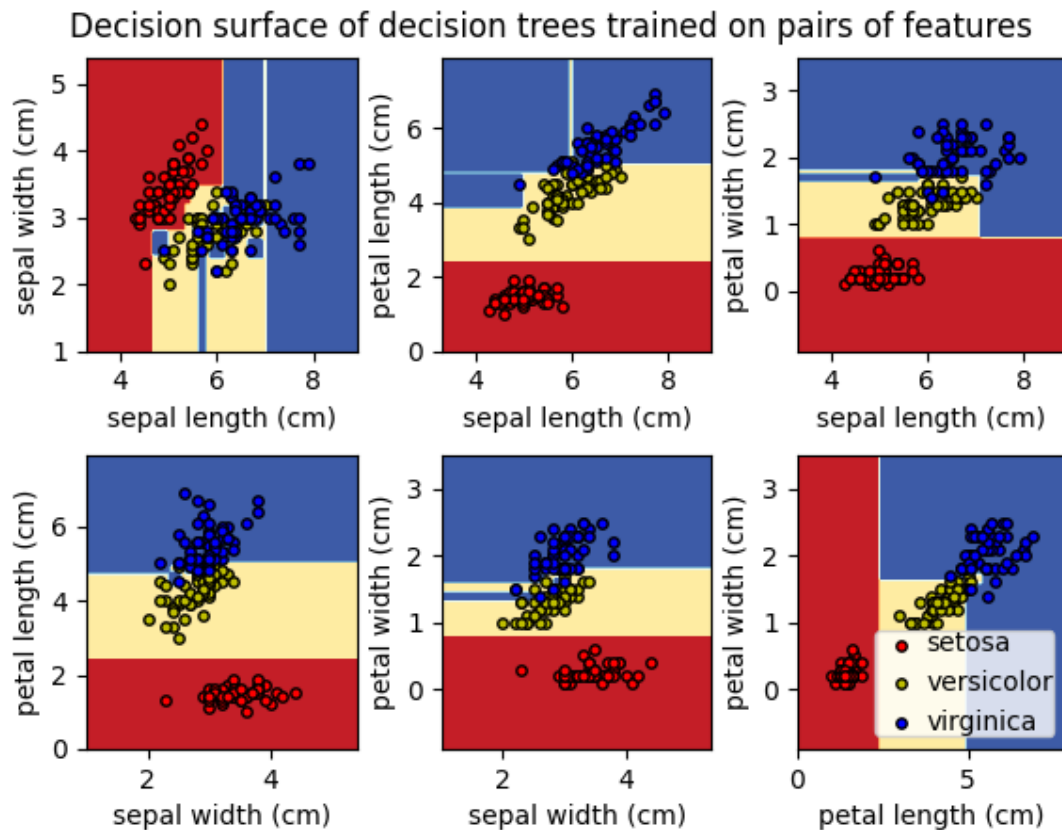 Decision surface of decision trees trained on pairs of features
sepal width (cm)
5
4
3
2
1
4 6 8
sepal length (cm)
petal length (cm)
6
4
2
0
4 6 8
sepal length (cm)
petal width (cm)
3
2
1
0
4 6 8
sepal length (cm)
petal length (cm)
6
4
2
0
2 4
sepal width (cm)
petal width (cm)
3
2
1
0
2 4
sepal width (cm)
petal width (cm)
3
2
1
0
0 5
petal length (cm)
setosa
versicolor
virginica